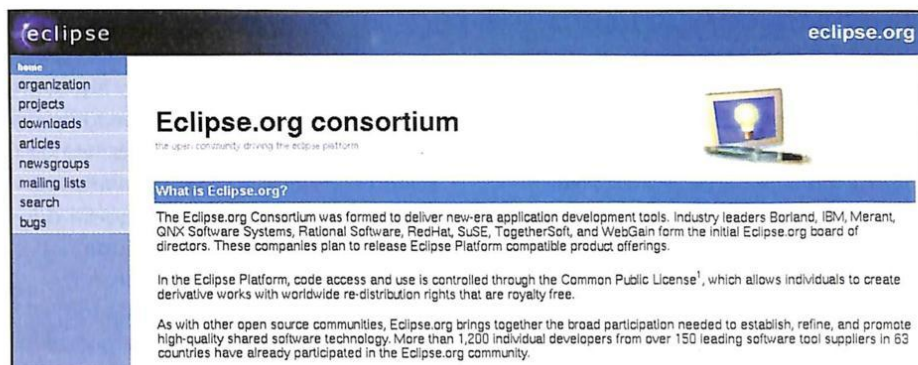 eclipse
eclipse.org
home
organization
projects
downloads
articles
newsgroups
mailing lists
search
bugs
Eclipse.org consortium
the open community driving the eclipse platform
What is Eclipse.org?
The Eclipse.org Consortium was formed to deliver new-era application development tools. Industry leaders Borland, IBM, Merant,
QNX Software Systems, Rational Software, RedHat, SuSE, TogetherSoft, and WebGain form the initial Eclipse.org board of
directors. These companies plan to release Eclipse Platform compatible product offerings.
In the Eclipse Platform, code access and use is controlled through the Common Public License¹, which allows individuals to create
derivative works with worldwide re-distribution rights that are royalty free.
As with other open source communities, Eclipse.org brings together the broad participation needed to establish, refine, and promote
high-quality shared software technology. More than 1,200 individual developers from over 150 leading software tool suppliers in 63
countries have already participated in the Eclipse.org community.